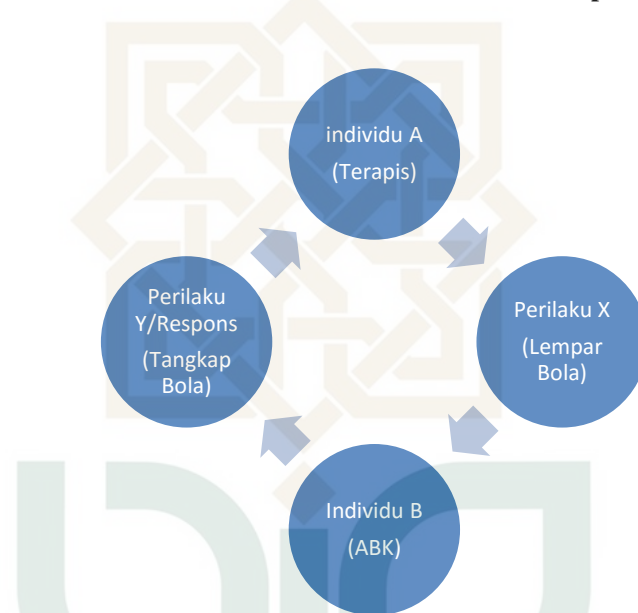 individu A
(Terapis)
Perilaku X
(Lempar
Bola)
Individu B
(ABK)
Perilaku
Y/Respons
(Tangkap
Bola)